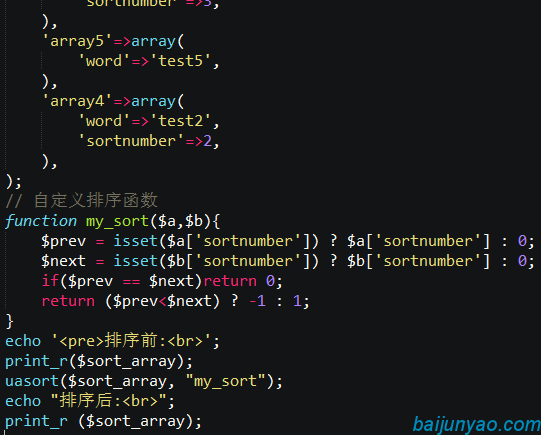 'sortnumber'=>3,
),
'array5'=>array(
'word'=>'test5',
),
'array4'=>array(
'word'=>'test2',
'sortnumber'=>2,
),
);
// 自定义排序函数
function my_sort($a,$b){
$prev = isset($a['sortnumber']) ? $a['sortnumber'] : 0;
$next = isset($b['sortnumber']) ? $b['sortnumber'] : 0;
if($prev == $next)return 0;
return ($prev<$next) ? -1 : 1;
}
echo '<pre>排序前:<br>';
print_r($sort_array);
uasort($sort_array, "my_sort");
echo "排序后:<br>";
print_r ($sort_array);
baijunyao.com